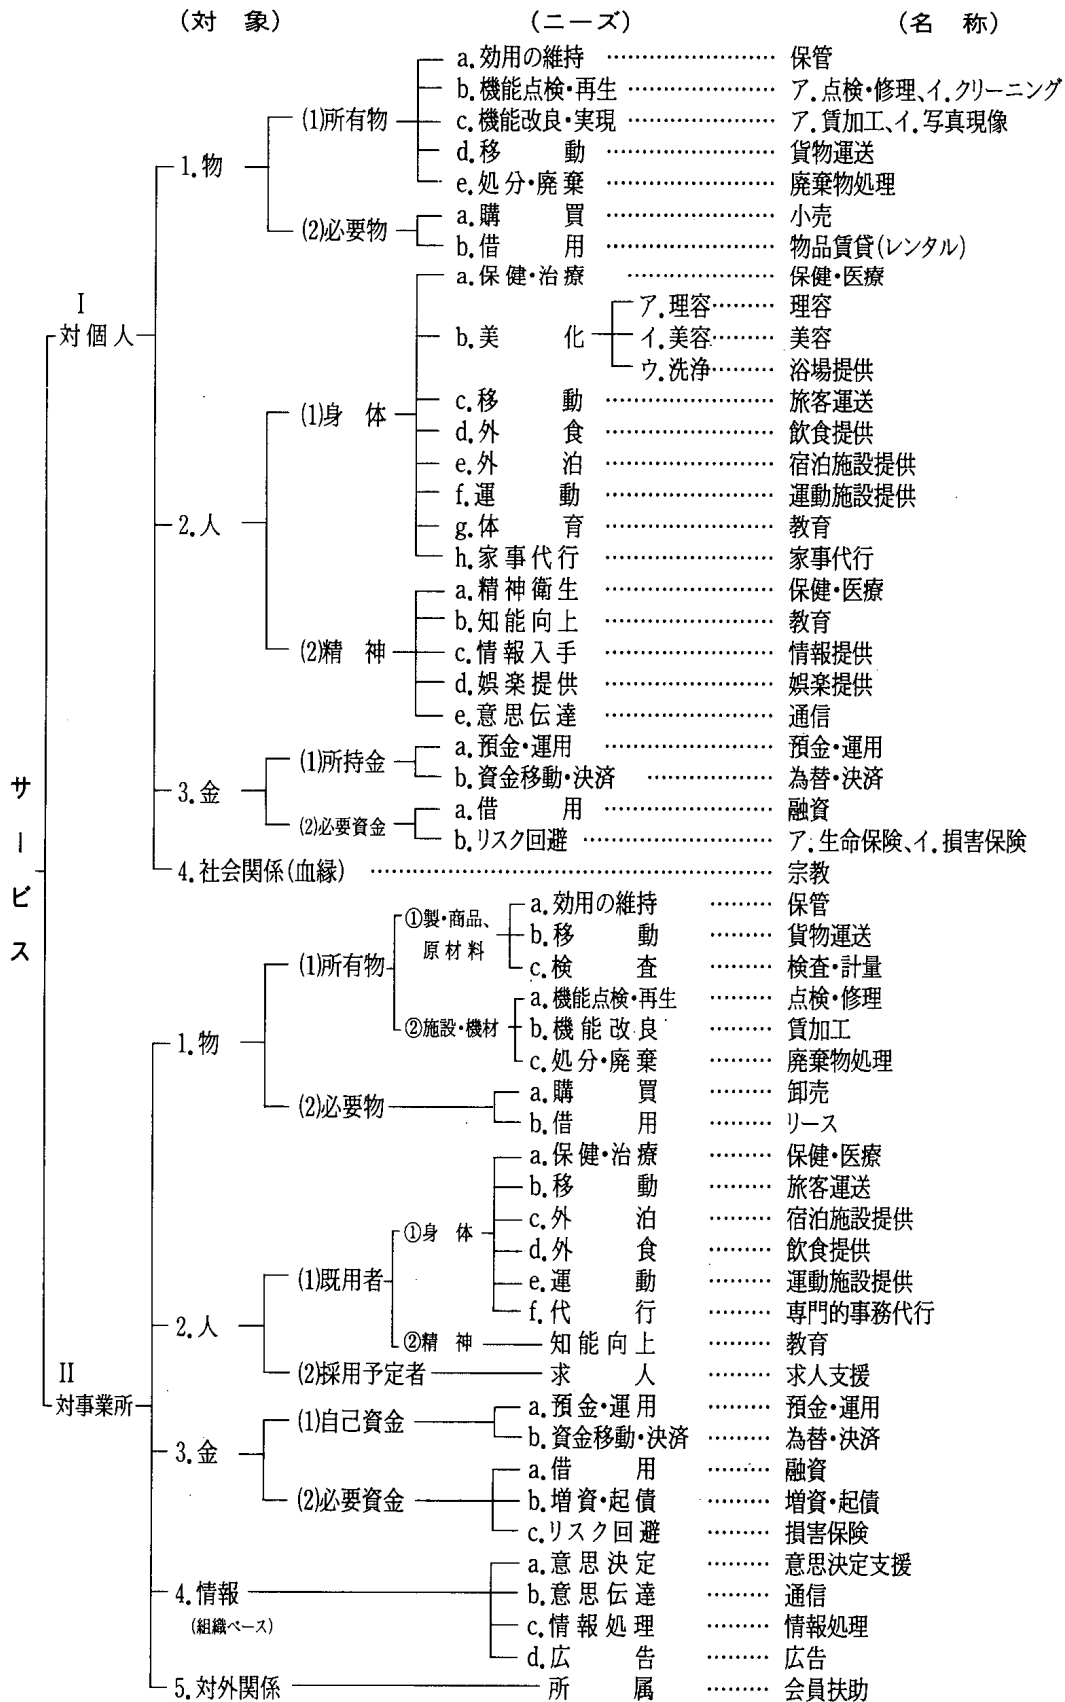 (対 象) (ニーズ) (名 称)
a.効用の維持 …… 保管
b.機能点検・再生 …… ア.点検・修理、イ.クリーニング
(1)所有物 c.機能改良・実現 …… ア.賃加工、イ.写真現像
d.移 動 …… 貨物運送
1.物
e.処分・廃棄 …… 廃棄物処理
a.購 買 …… 小売
(2)必要物
b.借 用 …… 物品賃貸(レンタル)
a.保健・治療 …… 保健・医療
I
ア.理容 …… 理容
対個人 b.美 化 イ.美容 …… 美容
ウ.洗浄 …… 浴場提供
c.移 動 …… 旅客運送
(1)身 体
d.外 食 …… 飲食提供
e.外 泊 …… 宿泊施設提供
f.運 動 …… 運動施設提供
2.人 g.体 育 …… 教育
h.家事代行 …… 家事代行
a.精神衛生 …… 保健・医療
b.知能向上 …… 教育
(2)精 神 c.情報入手 …… 情報提供
d.娯楽提供 …… 娯楽提供
e.意思伝達 …… 通信
a.預金・運用 …… 預金・運用
(1)所持金
b.資金移動・決済 …… 為替・決済
3.金
a.借 用 …… 融資
(2)必要資金
b.リスク回避 …… ア.生命保険、イ.損害保険
4.社会関係(血縁) …… 宗教
サービス
a.効用の維持 …… 保管
①製・商品、
原材料 b.移 動 …… 貨物運送
(1)所有物 c.検 査 …… 検査・計量
a.機能点検・再生 …… 点検・修理
②施設・機材 b.機能改良 …… 賃加工
1.物
c.処分・廃棄 …… 廃棄物処理
a.購 買 …… 卸売
(2)必要物
b.借 用 …… リース
a.保健・治療 …… 保健・医療
b.移 動 …… 旅客運送
①身 体 c.外 泊 …… 宿泊施設提供
d.外 食 …… 飲食提供
(1)既用者 e.運 動 …… 運動施設提供
f.代 行 …… 専門的事務代行
2.人
②精 神 知能向上 …… 教育
II
(2)採用予定者 求 人 …… 求人支援
対事業所
(1)自己資金 a.預金・運用 …… 預金・運用
b.資金移動・決済 …… 為替・決済
3.金
a.借 用 …… 融資
(2)必要資金 b.増資・起債 …… 増資・起債
c.リスク回避 …… 損害保険
a.意思決定 …… 意思決定支援
4.情報 b.意思伝達 …… 通信
(組織ベース) c.情報処理 …… 情報処理
d.広 告 …… 広告
5.対外関係 所 属 …… 会員扶助